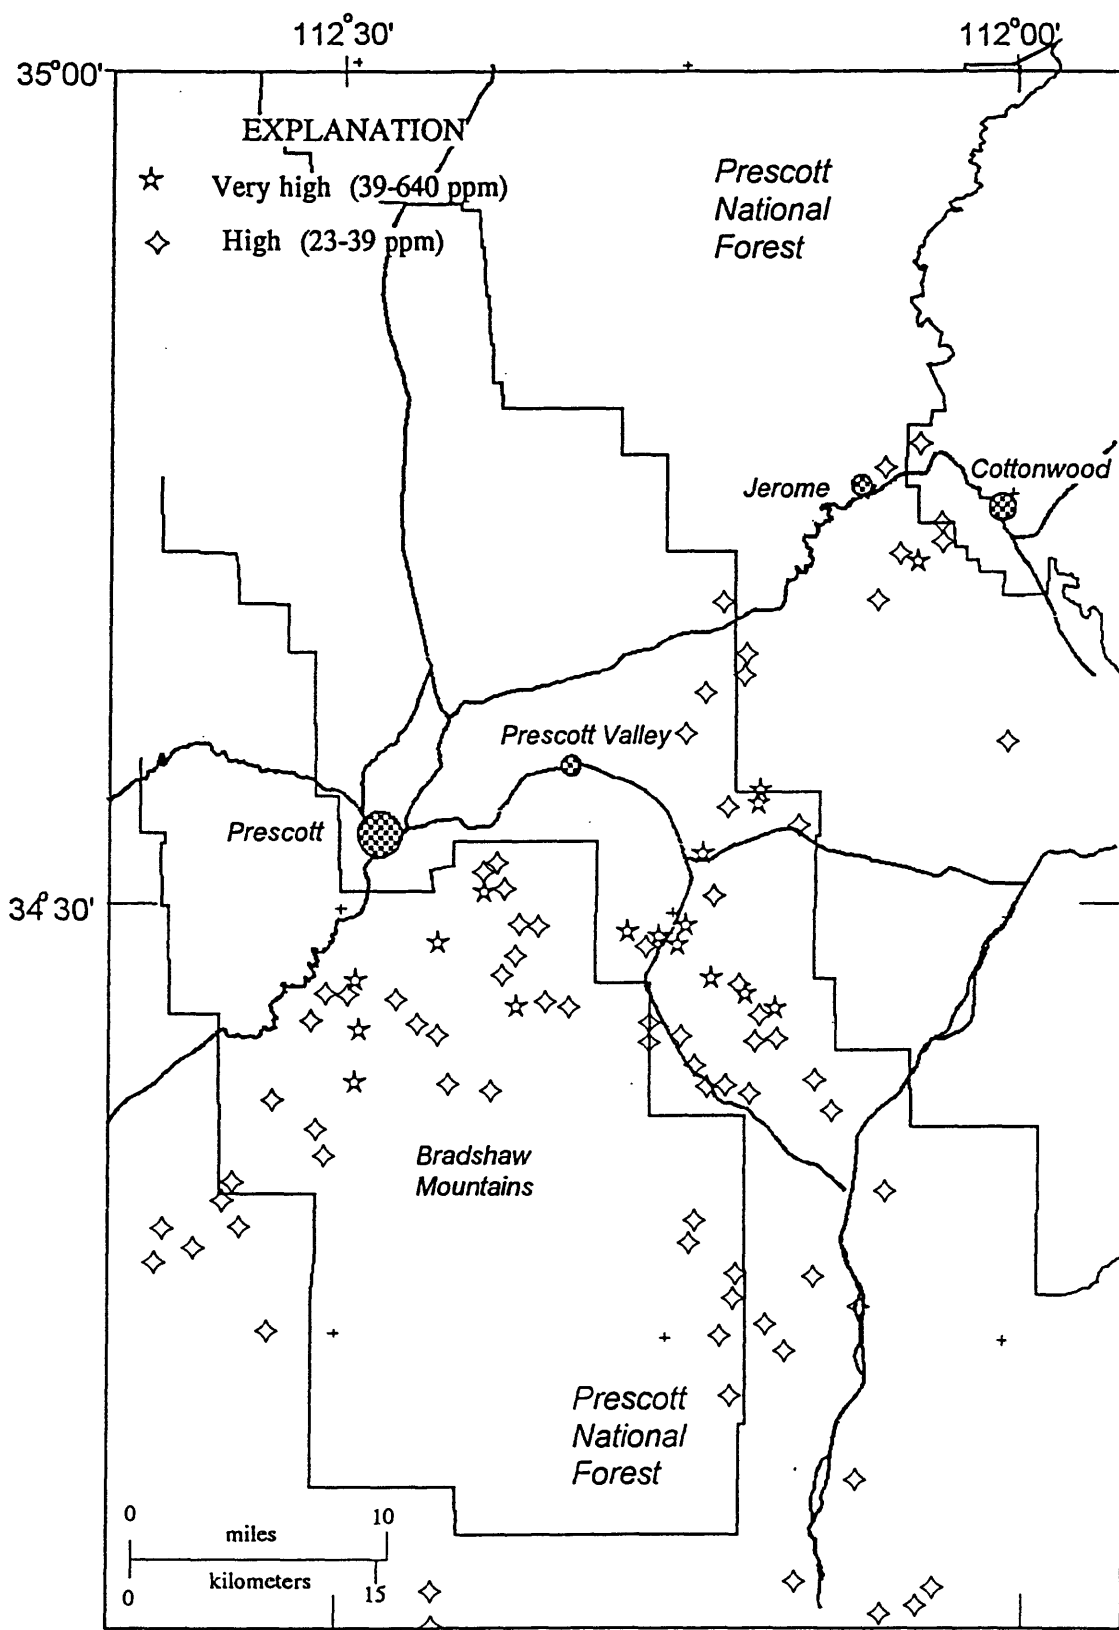 112°30'
112°00'
35°00'
EXPLANATION
Very high (39-640 ppm)
High (23-39 ppm)
Prescott
National
Forest
Jerome
Cottonwood
Prescott Valley
Prescott
34°30'
Bradshaw
Mountains
Prescott
National
Forest
0 10
miles
kilometers
0 15